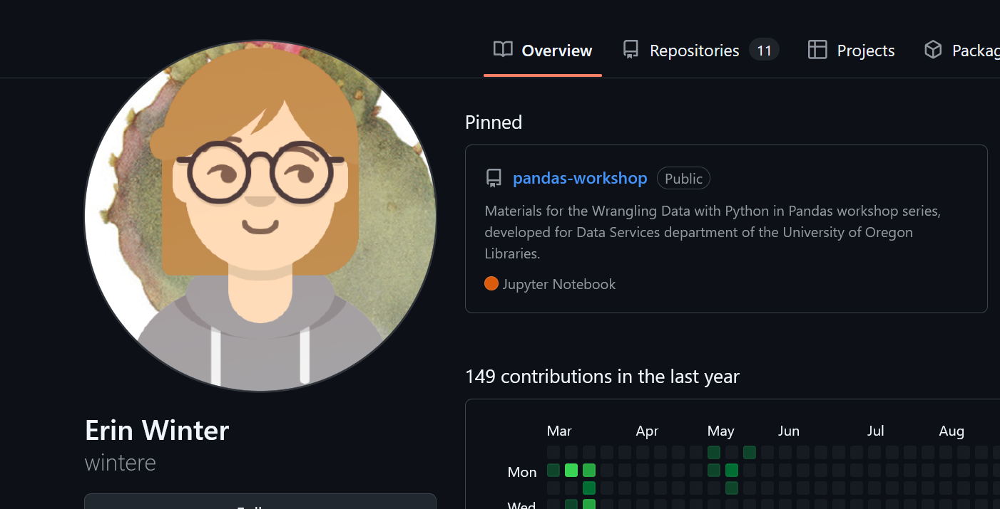 Overview
Repositories 11
Projects
Erin Winter
wintere
Pinned
pandas-workshop Public
Materials for the Wrangling Data with Python in Pandas workshop series,
developed for Data Services department of the University of Oregon
Libraries.
Jupyter Notebook
149 contributions in the last year
Mar Apr May Jun Jul Aug
Mon
Wed